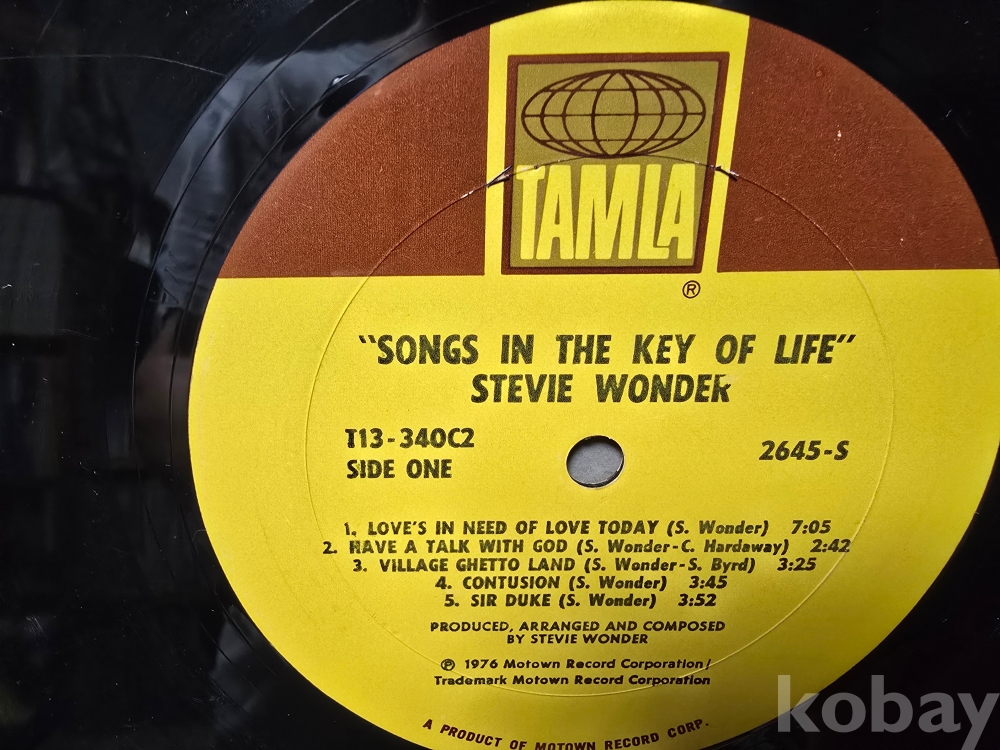 TAMLA
®
"SONGS IN THE KEY OF LIFE"
STEVIE WONDER
T13-340C2
2645-S
SIDE ONE
1. LOVE'S IN NEED OF LOVE TODAY (S. Wonder) 7:05
2. HAVE A TALK WITH GOD (S. Wonder-C. Hardaway) 2:42
3. VILLAGE GHETTO LAND (S. Wonder-S. Byrd) 3:25
4. CONTUSION (S. Wonder) 3:45
5. SIR DUKE (S. Wonder) 3:52
PRODUCED, ARRANGED AND COMPOSED
BY STEVIE WONDER
℗ 1976 Motown Record Corporation/
Trademark Motown Record Corporation
A PRODUCT OF MOTOWN RECORD CORP.
kobay